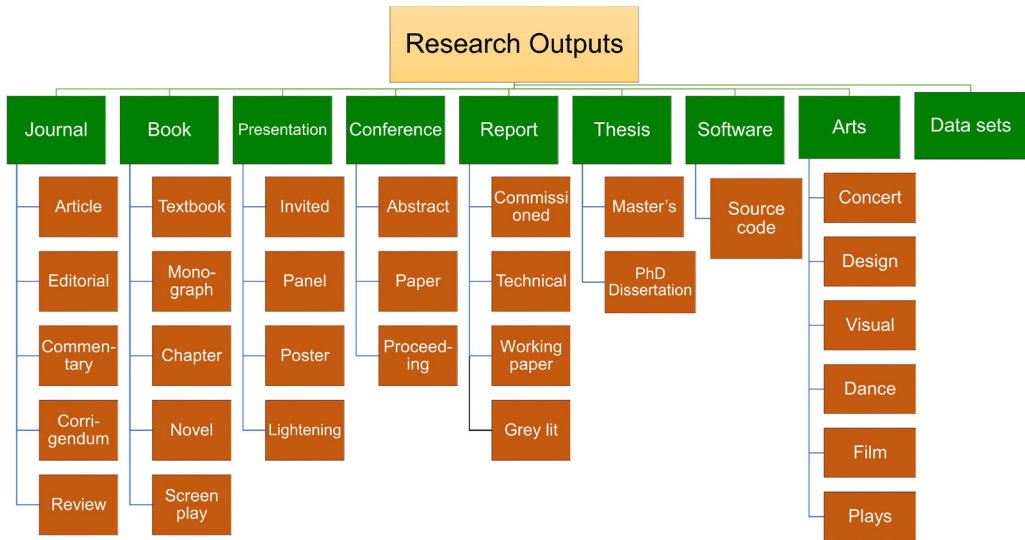 Research Outputs
Journal
Book
Presentation
Conference
Report
Thesis
Software
Arts
Data sets
Article
Editorial
Commen-
tary
Corri-
gendum
Review
Textbook
Mono-
graph
Chapter
Novel
Screen
play
Invited
Panel
Poster
Lightening
Abstract
Paper
Proceed-
ing
Commissi
oned
Technical
Working
paper
Grey lit
Master’s
PhD
Dissertation
Source
code
Concert
Design
Visual
Dance
Film
Plays